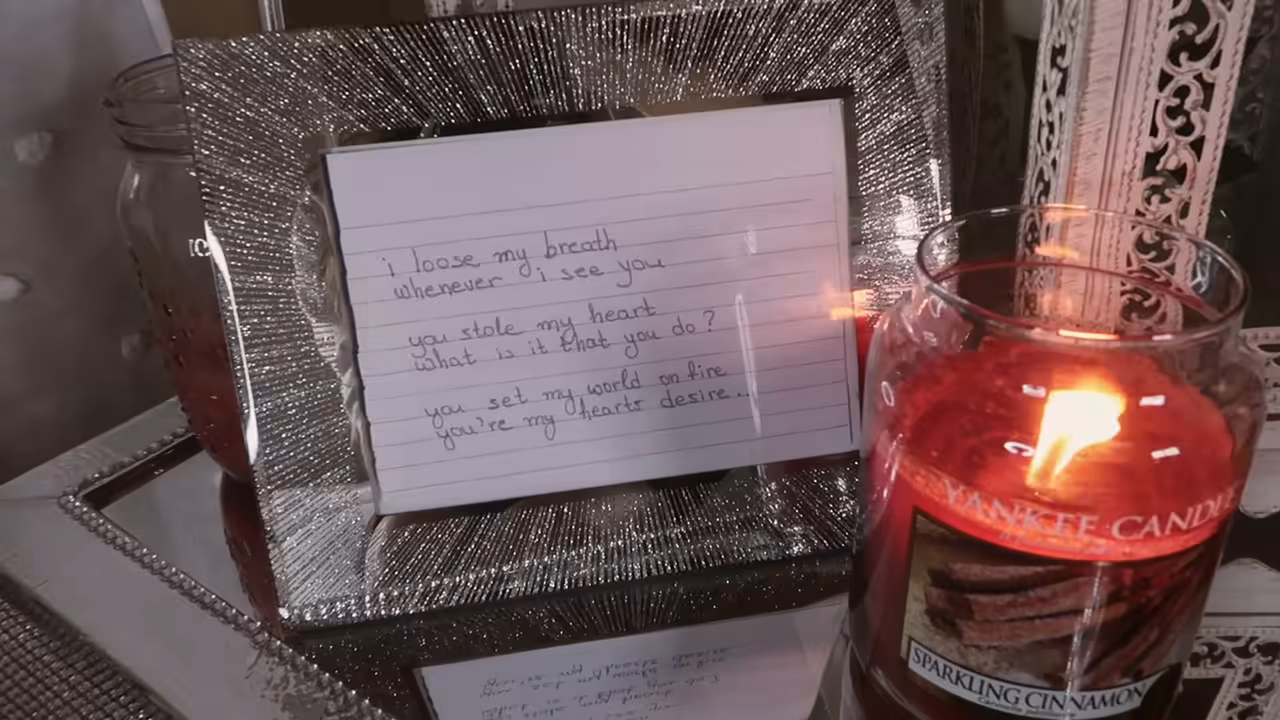 i loose my breath
whenever i see you
you stole my heart
what is it that you do?
you set my world on fire
you're my hearts desire..
YANKEE CANDLE
SPARKLING CINNAMON